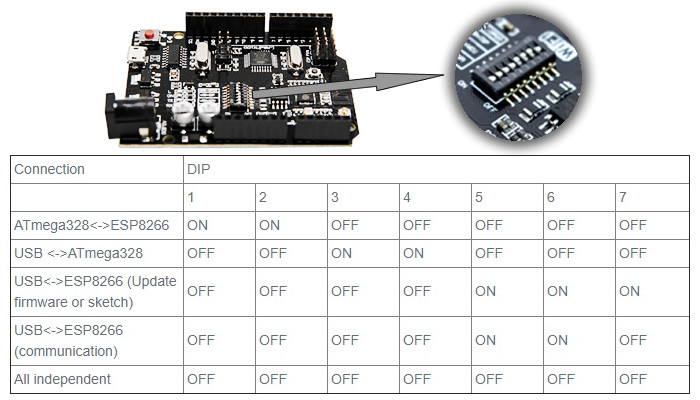 Connection DIP
1 2 3 4 5 6 7
ATmega328<->ESP8266 ON ON OFF OFF OFF OFF OFF
USB <->ATmega328 OFF OFF ON ON OFF OFF OFF
USB<->ESP8266 (Update
firmware or sketch) OFF OFF OFF OFF ON ON ON
USB<->ESP8266
(communication) OFF OFF OFF OFF ON ON OFF
All independent OFF OFF OFF OFF OFF OFF OFF